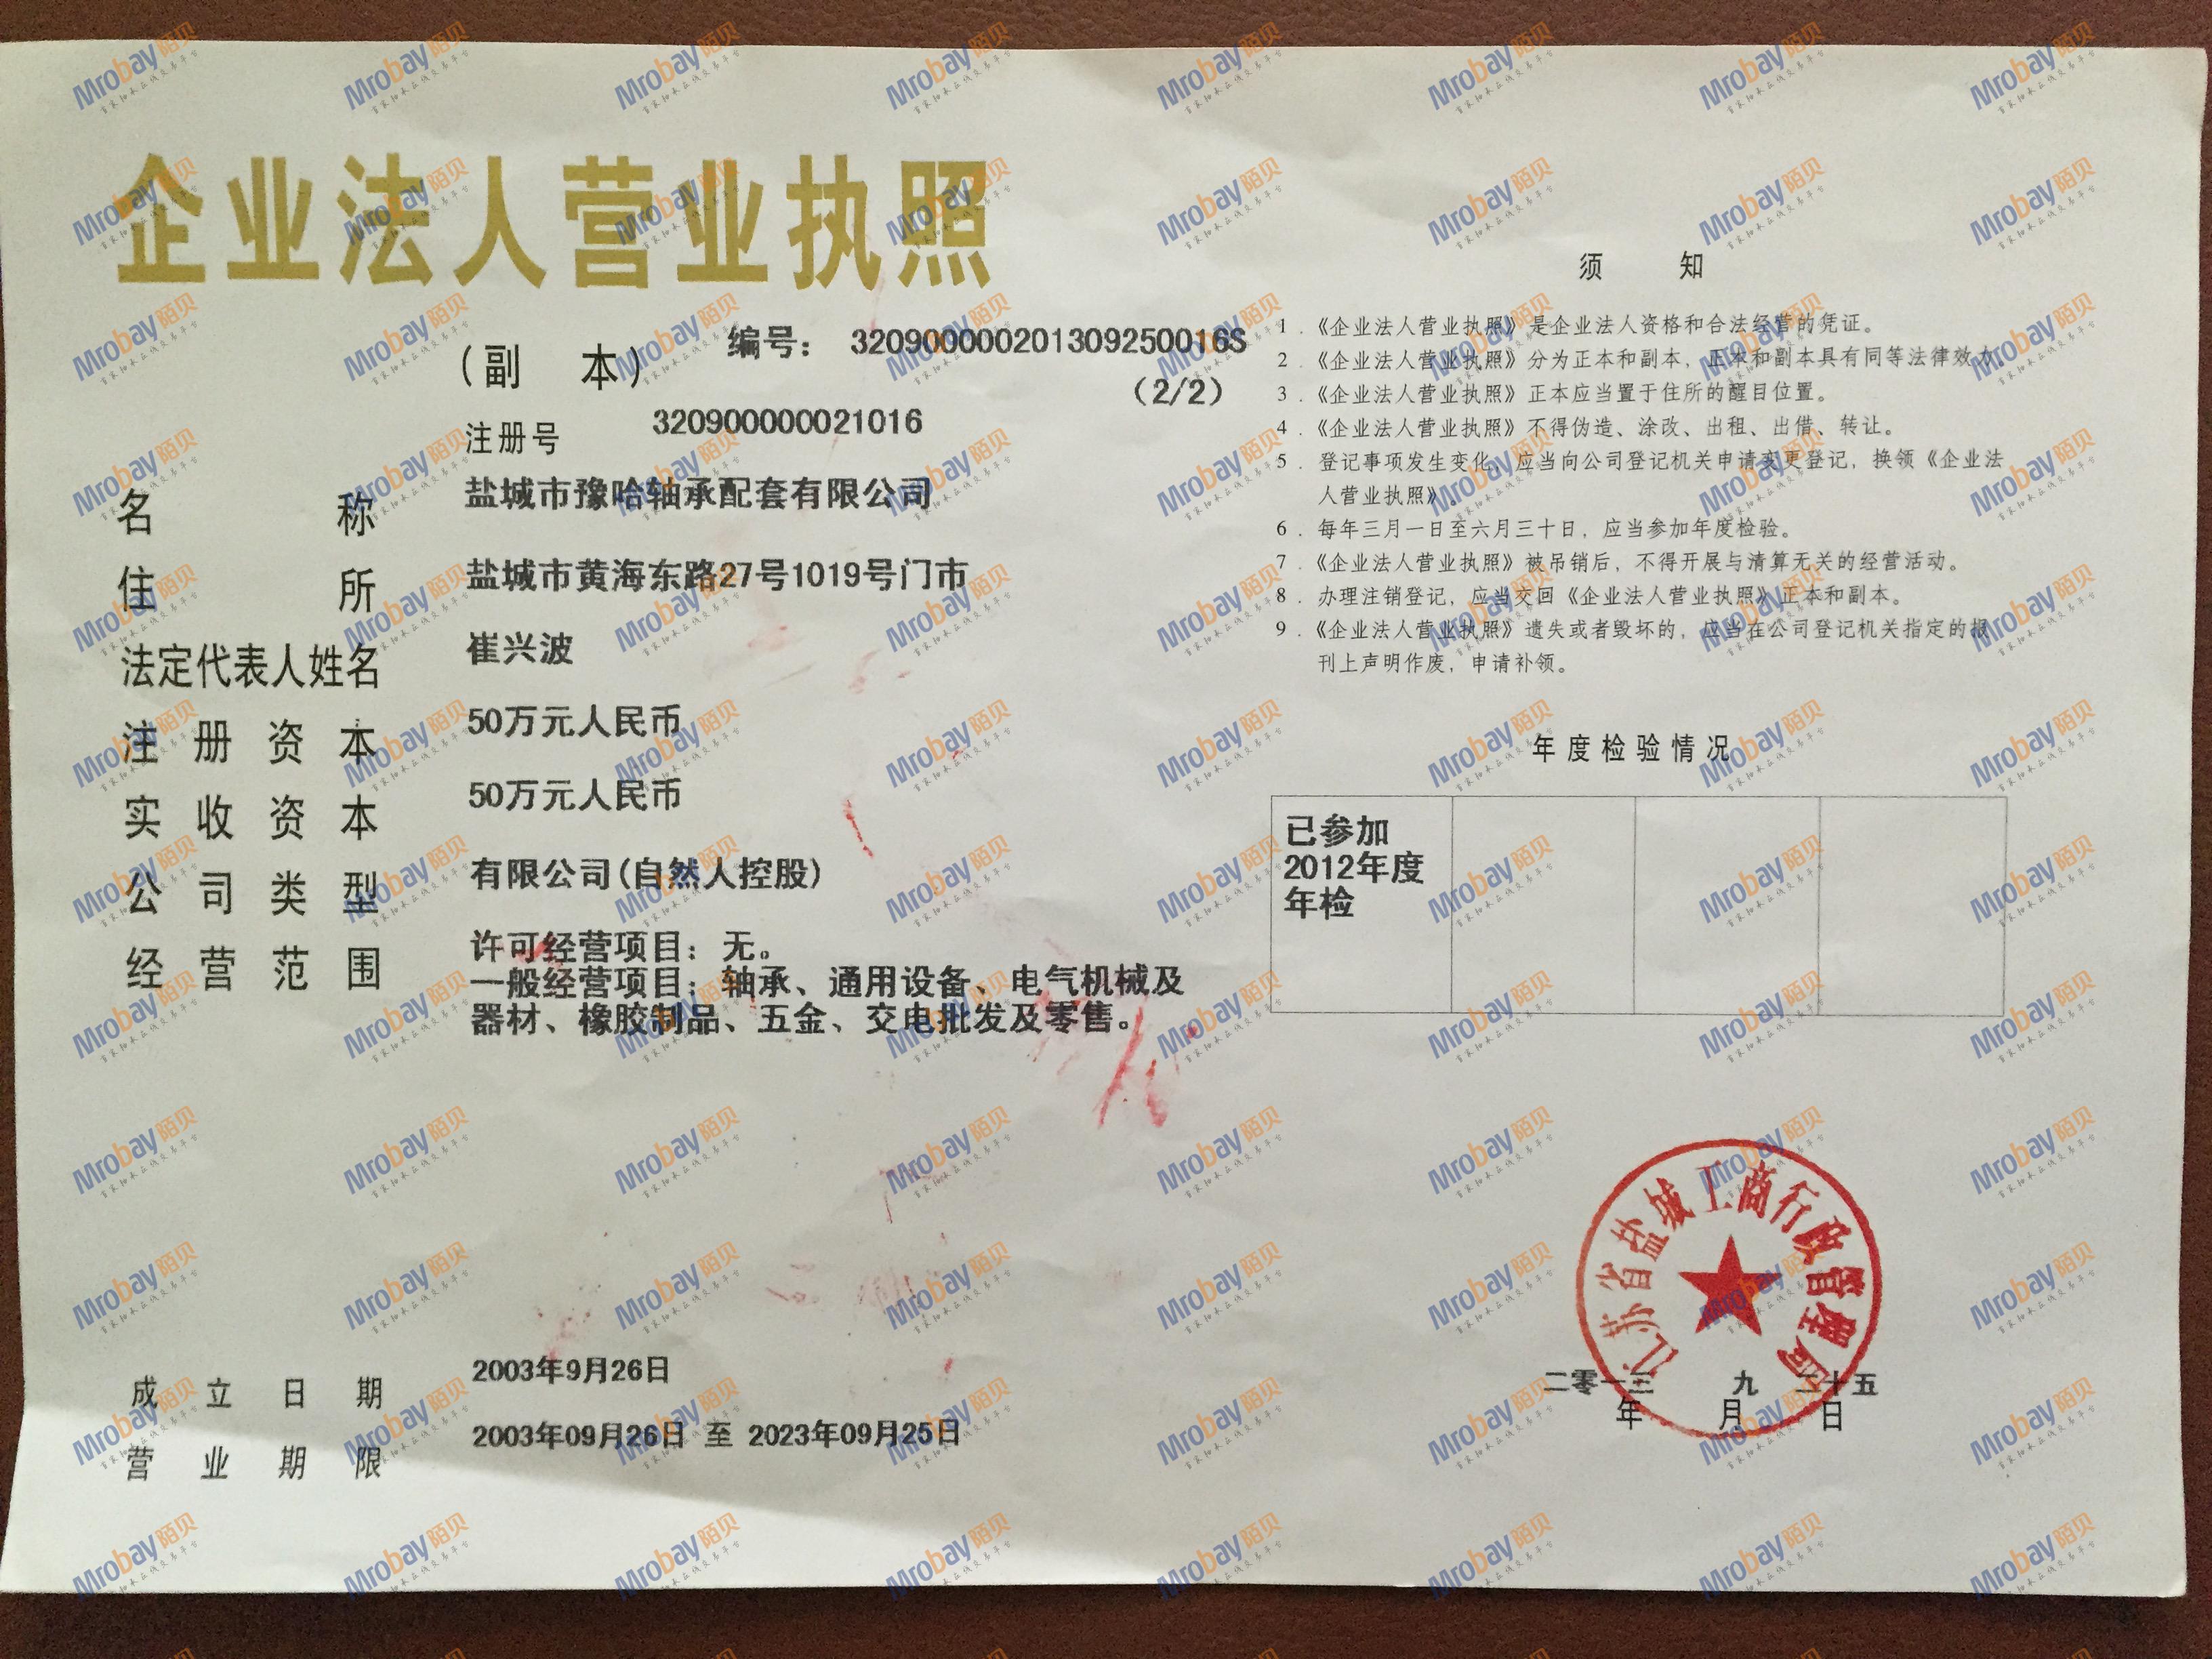 企业法人营业执照
(副 本)
编号: 320900000201309250016S
(2/2)
注册号 320900000021016
名 称 盐城市豫哈轴承配套有限公司
住 所 盐城市黄海东路27号1019号门市
法定代表人姓名 崔兴波
注册资本 50万元人民币
实收资本 50万元人民币
公司类型 有限公司(自然人控股)
经营范围 许可经营项目: 无。
一般经营项目: 轴承、通用设备、电气机械及
器材、橡胶制品、五金、交电批发及零售。
成立日期 2003年9月26日
营业期限 2003年09月26日 至 2023年09月25日
须 知
1.《企业法人营业执照》是企业法人资格和合法经营的凭证。
2.《企业法人营业执照》分为正本和副本，正本和副本具有同等法律效力。
3.《企业法人营业执照》正本应当置于住所的醒目位置。
4.《企业法人营业执照》不得伪造、涂改、出租、出借、转让。
5.登记事项发生变化，应当向公司登记机关申请变更登记，换领《企业法
人营业执照》。
6.每年三月一日至六月三十日，应当参加年度检验。
7.《企业法人营业执照》被吊销后，不得开展与清算无关的经营活动。
8.办理注销登记，应当交回《企业法人营业执照》正本和副本。
9.《企业法人营业执照》遗失或者毁坏的，应当在公司登记机关指定的报
刊上声明作废，申请补领。
年度检验情况
已参加
2012年度
年检
江苏省盐城工商行政管理局
二零一三 九 二十五
年 月 日
Mrobay陌贝